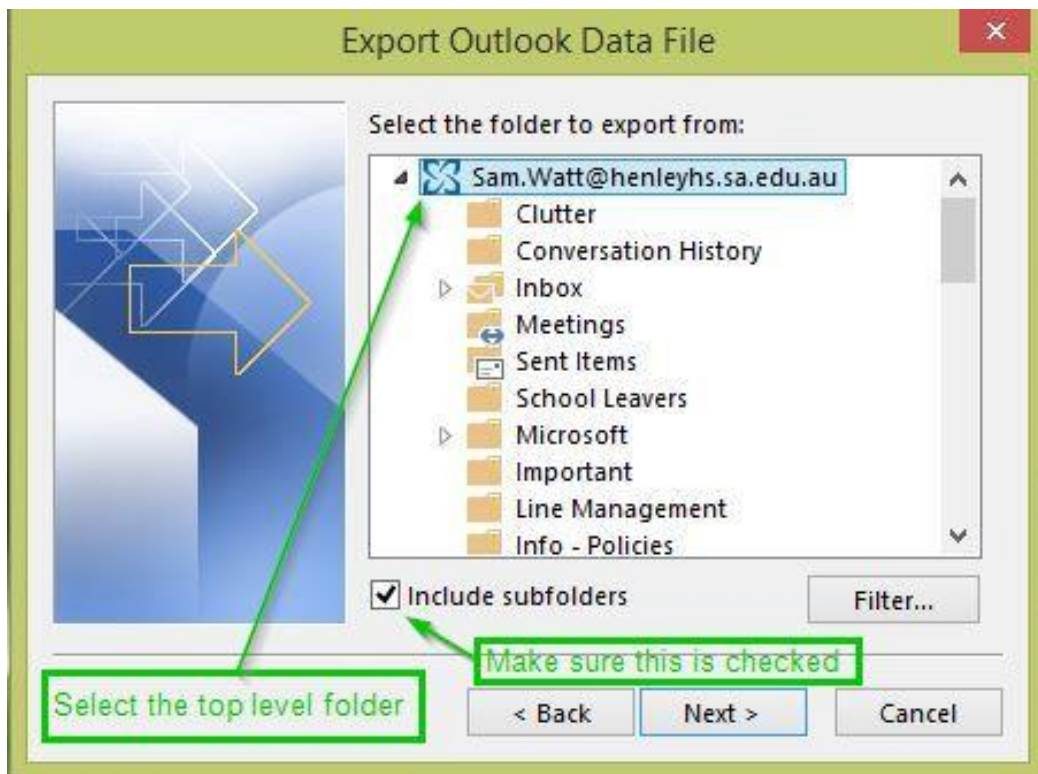 Export Outlook Data File
Select the folder to export from:
Sam.Watt@henleyhs.sa.edu.au
Clutter
Conversation History
Inbox
Meetings
Sent Items
School Leavers
Microsoft
Important
Line Management
Info - Policies
Include subfolders
Filter...
Make sure this is checked
Select the top level folder
< Back
Next >
Cancel